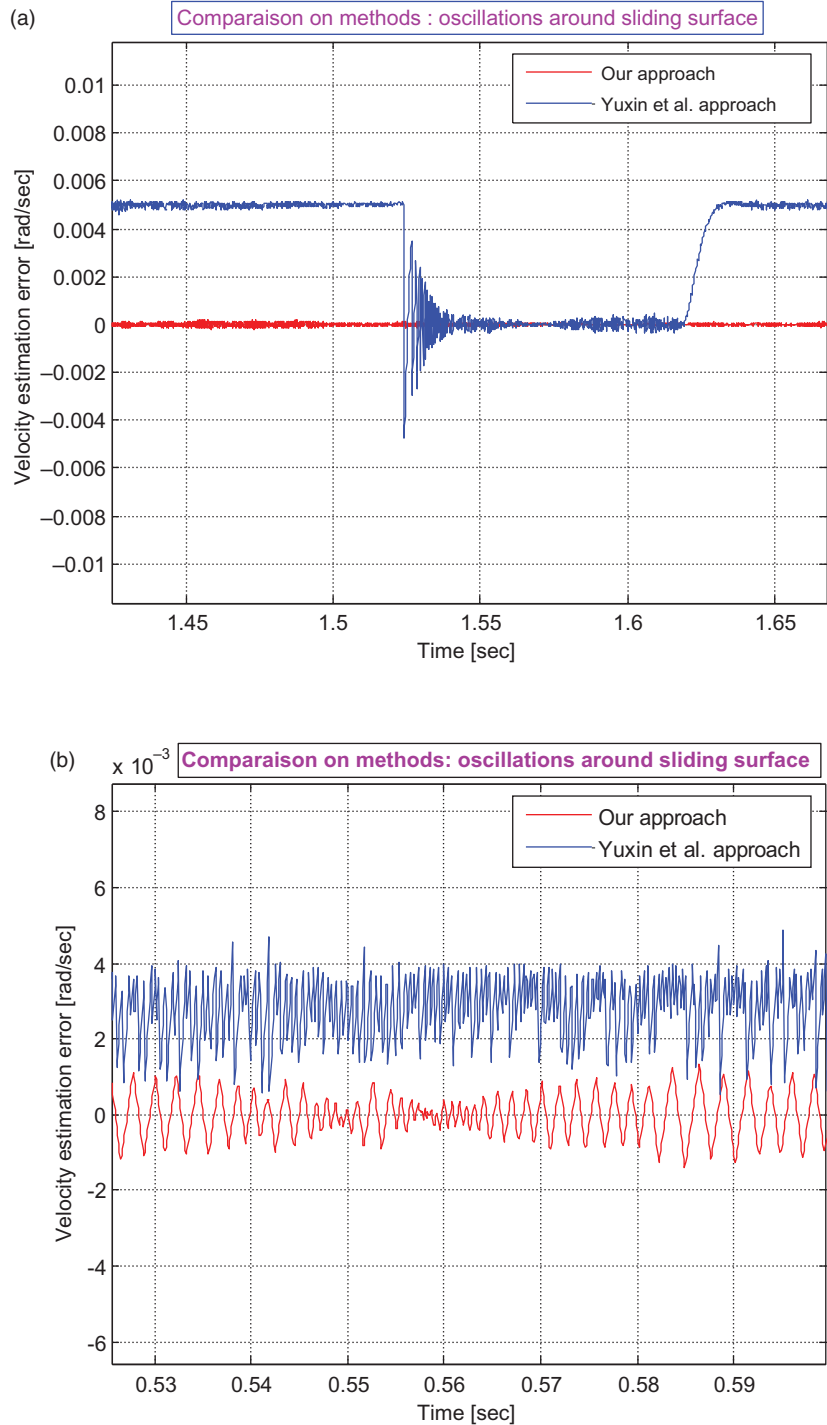 (a)
Comparaison on methods : oscillations around sliding surface
Our approach
Yuxin et al. approach
Velocity estimation error [rad/sec]
0.01
0.008
0.006
0.004
0.002
0
–0.002
–0.004
–0.006
–0.008
–0.01
1.45 1.5 1.55 1.6 1.65
Time [sec]
(b)
x 10–3
Comparaison on methods: oscillations around sliding surface
Our approach
Yuxin et al. approach
Velocity estimation error [rad/sec]
8
6
4
2
0
-2
-4
-6
0.53 0.54 0.55 0.56 0.57 0.58 0.59
Time [sec]